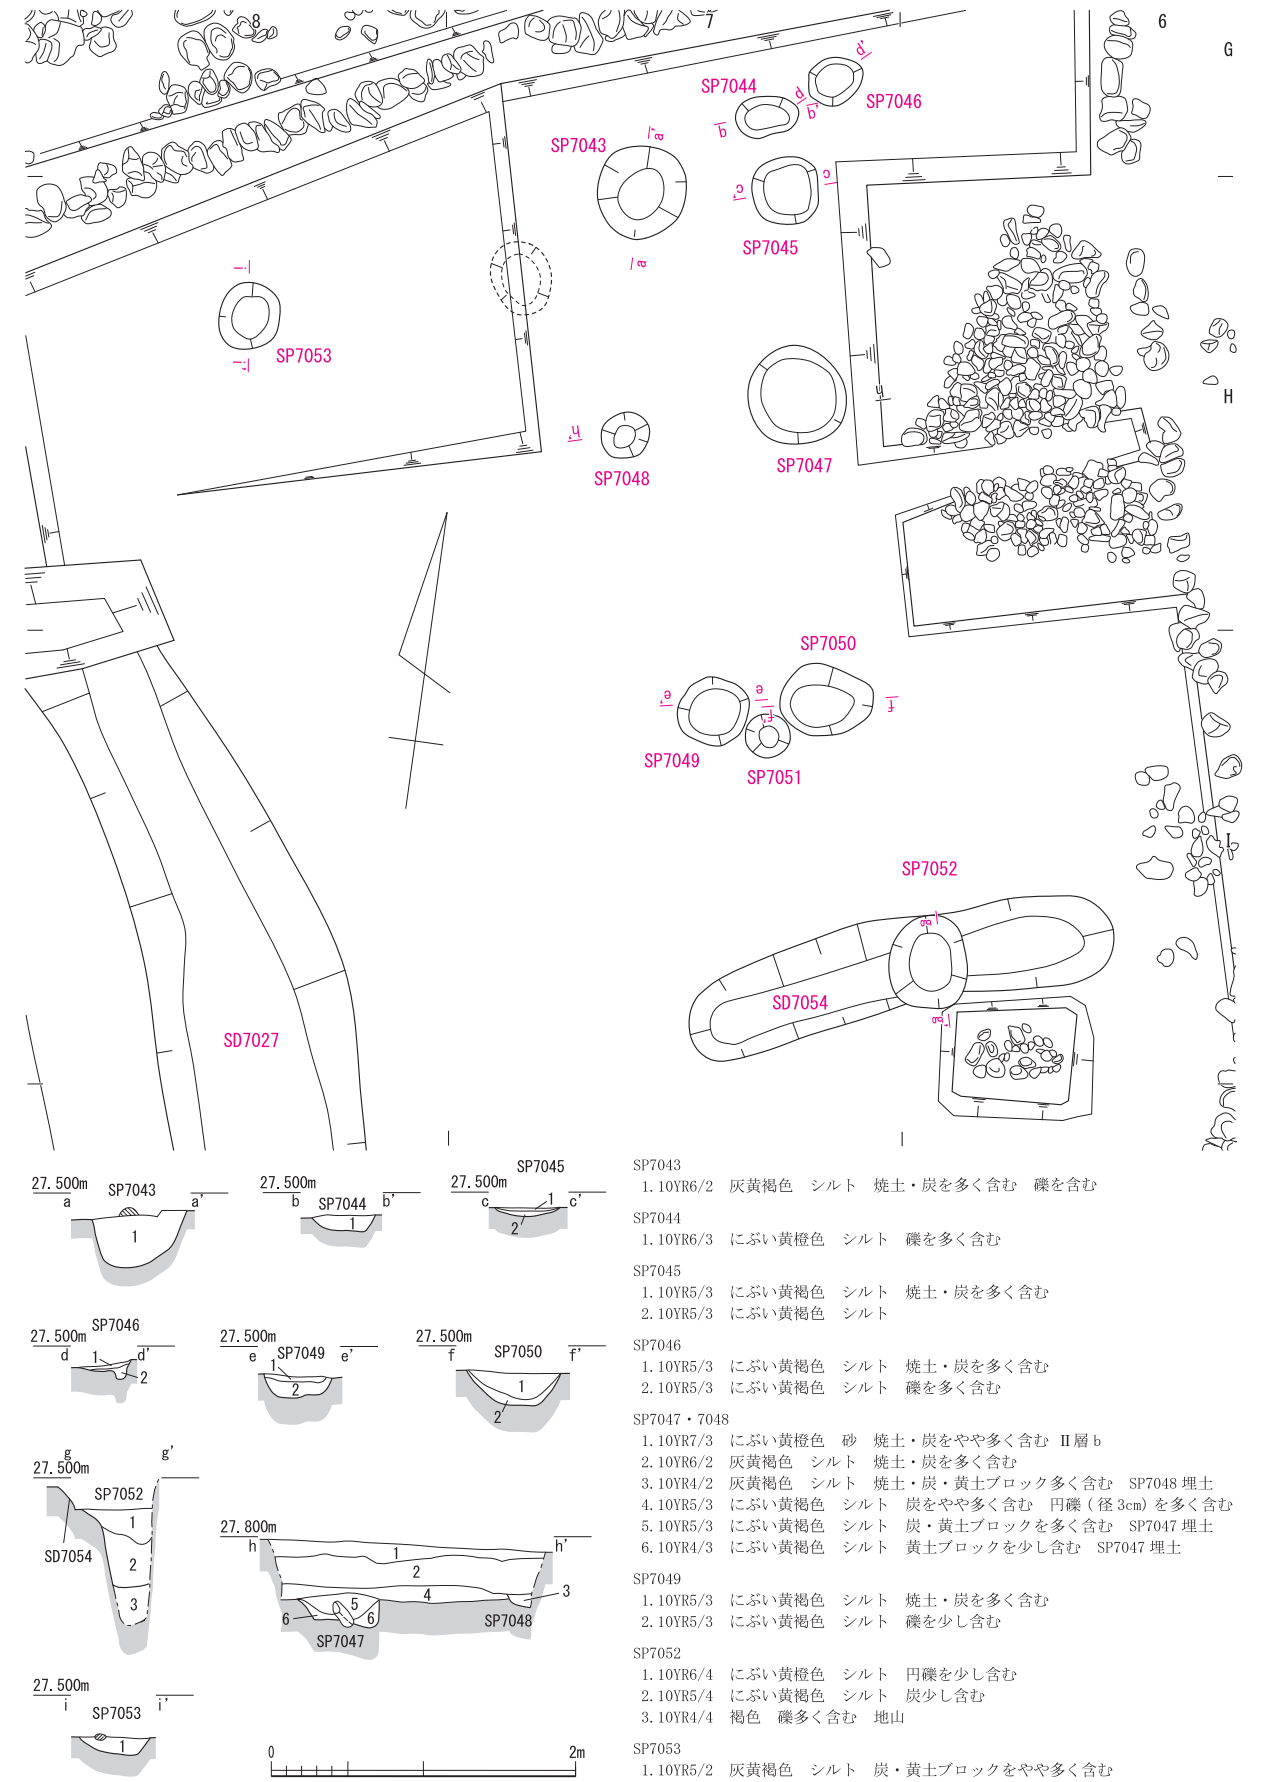 8
7
6
G
SP7044
SP7046
d'
d
b'
b
SP7043
a'
c
c'
SP7045
a
i
SP7053
i'
H
h
h'
SP7048
SP7047
SP7050
e'
e
f'
f
SP7049
SP7051
I
SP7052
g
SD7054
g'
SD7027
27.500m
a
SP7043
a'
1
27.500m
b
SP7044
b'
1
SP7045
27.500m
c
1
c'
2
SP7046
27.500m
d
1
d'
2
27.500m
e
SP7049
e'
1
2
27.500m
f
SP7050
f'
1
2
g
g'
27.500m
SP7052
1
SD7054
2
3
27.800m
h
h'
1
2
3
4
5
6
6
SP7047
SP7048
27.500m
i
i'
SP7053
1
0
2m
SP7043
1.10YR6/2 灰黄褐色 シルト 焼土・炭を多く含む 礫を含む
SP7044
1.10YR6/3 にぶい黄橙色 シルト 礫を多く含む
SP7045
1.10YR5/3 にぶい黄褐色 シルト 焼土・炭を多く含む
2.10YR5/3 にぶい黄褐色 シルト
SP7046
1.10YR5/3 にぶい黄褐色 シルト 焼土・炭を多く含む
2.10YR5/3 にぶい黄褐色 シルト 礫を多く含む
SP7047・7048
1.10YR7/3 にぶい黄橙色 砂 焼土・炭をやや多く含む Ⅱ層b
2.10YR6/2 灰黄褐色 シルト 焼土・炭を多く含む
3.10YR4/2 灰黄褐色 シルト 焼土・炭・黄土ブロック多く含む SP7048埋土
4.10YR5/3 にぶい黄褐色 シルト 炭をやや多く含む 円礫(径3cm)を多く含む
5.10YR5/3 にぶい黄褐色 シルト 炭・黄土ブロックを多く含む SP7047埋土
6.10YR4/3 にぶい黄褐色 シルト 黄土ブロックを少し含む SP7047埋土
SP7049
1.10YR5/3 にぶい黄褐色 シルト 焼土・炭を多く含む
2.10YR5/3 にぶい黄褐色 シルト 礫を少し含む
SP7052
1.10YR6/4 にぶい黄橙色 シルト 円礫を少し含む
2.10YR5/4 にぶい黄褐色 シルト 炭少し含む
3.10YR4/4 褐色 礫多く含む 地山
SP7053
1.10YR5/2 灰黄褐色 シルト 炭・黄土ブロックをやや多く含む